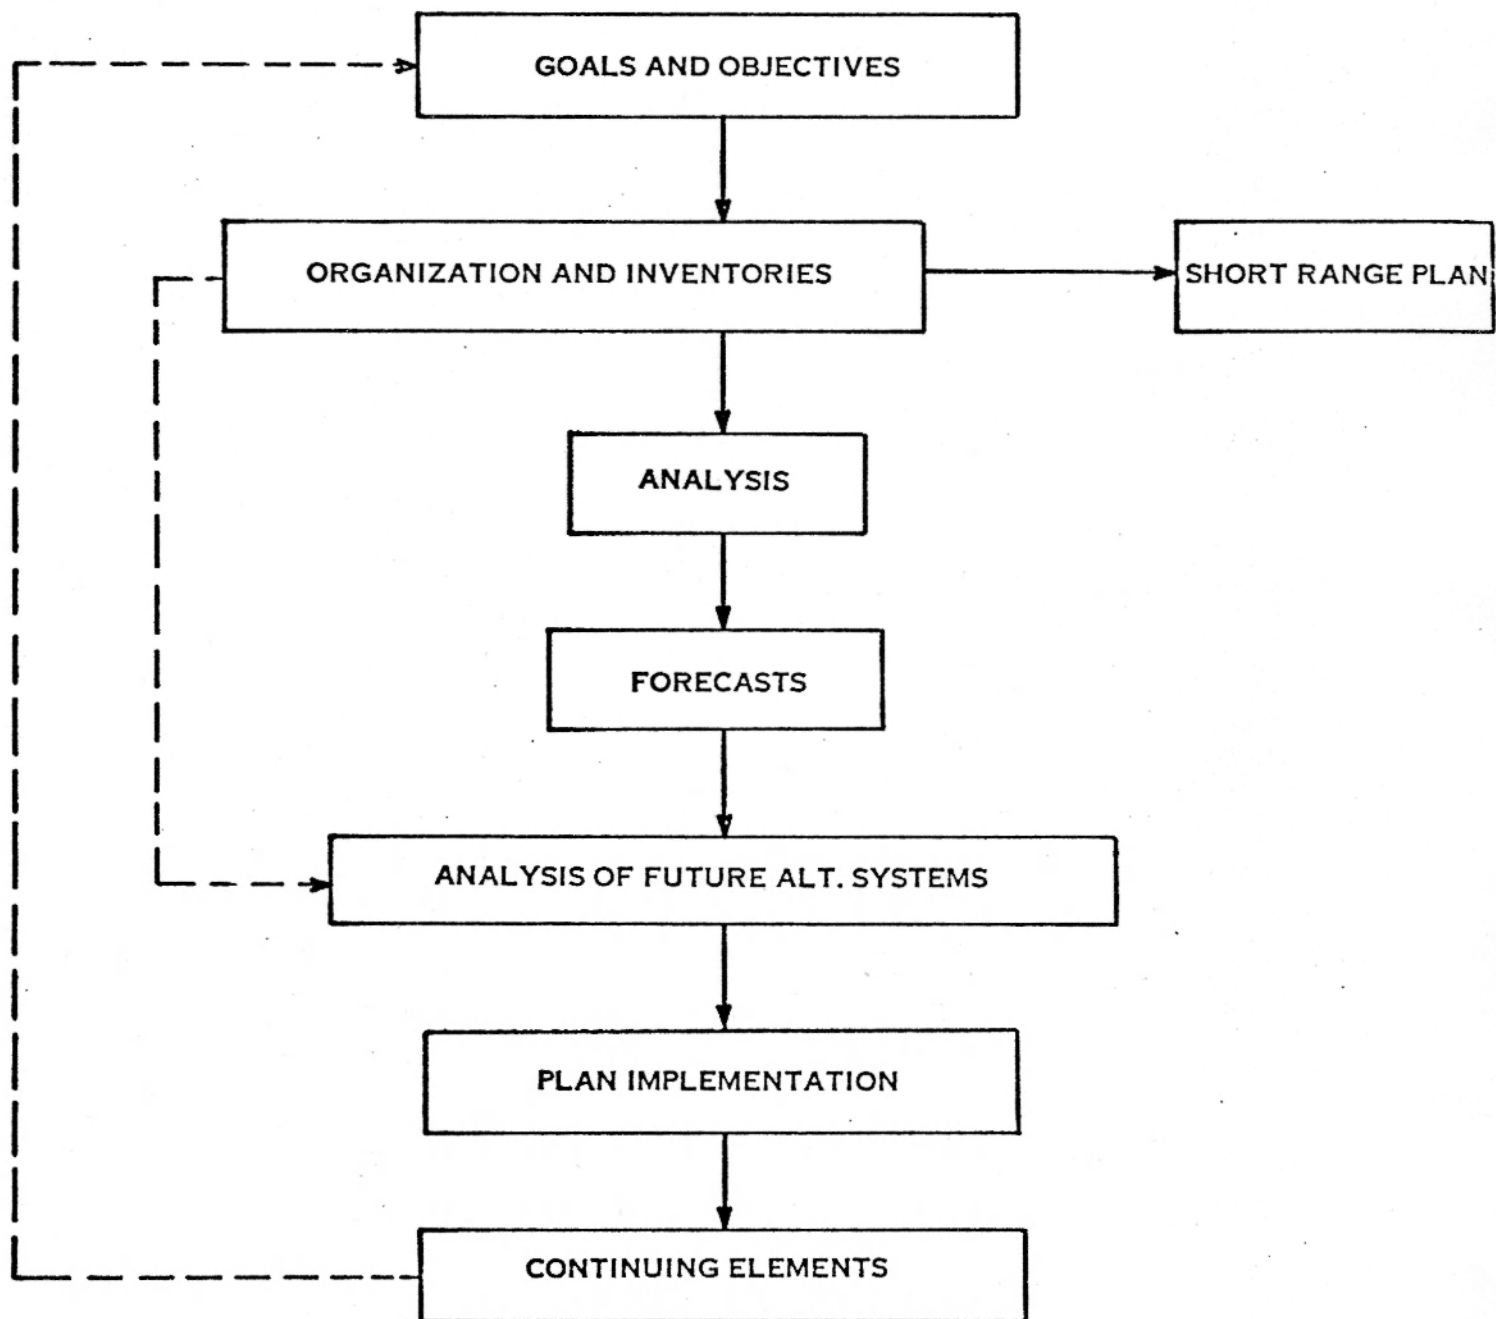 GOALS AND OBJECTIVES
ORGANIZATION AND INVENTORIES
SHORT RANGE PLAN
ANALYSIS
FORECASTS
ANALYSIS OF FUTURE ALT. SYSTEMS
PLAN IMPLEMENTATION
CONTINUING ELEMENTS